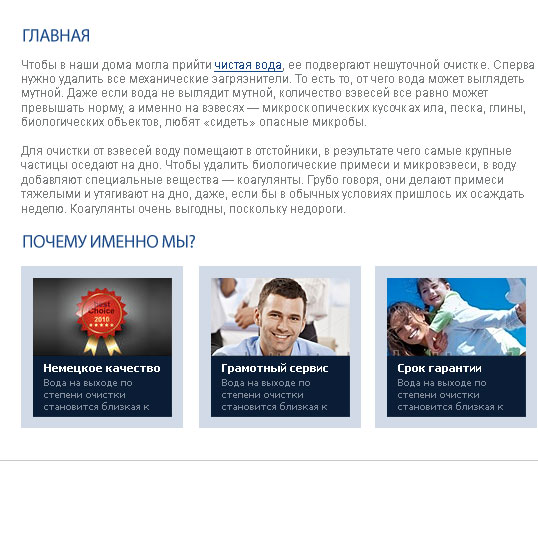 ГЛАВНАЯ
Чтобы в наши дома могла прийти чистая вода, ее подвергают нешуточной очистке. Сперва
нужно удалить все механические загрязнители. То есть то, от чего вода может выглядеть
мутной. Даже если вода не выглядит мутной, количество взвесей все равно может
превышать норму, а именно на взвесях — микроскопических кусочках ила, песка, глины,
биологических объектов, любят «сидеть» опасные микробы.
Для очистки от взвесей воду помещают в отстойники, в результате чего самые крупные
частицы оседают на дно. Чтобы удалить биологические примеси и микровзвеси, в воду
добавляют специальные вещества — коагулянты. Грубо говоря, они делают примеси
тяжелыми и утягивают на дно, даже, если бы в обычных условиях пришлось их осаждать
неделю. Коагулянты очень выгодны, поскольку недороги.
ПОЧЕМУ ИМЕННО МЫ?
Best
Choice
2010
Немецкое качество
Вода на выходе по
степени очистки
становится близкая к
Грамотный сервис
Вода на выходе по
степени очистки
становится близкая к
Срок гарантии
Вода на выходе по
степени очистки
становится близкая к